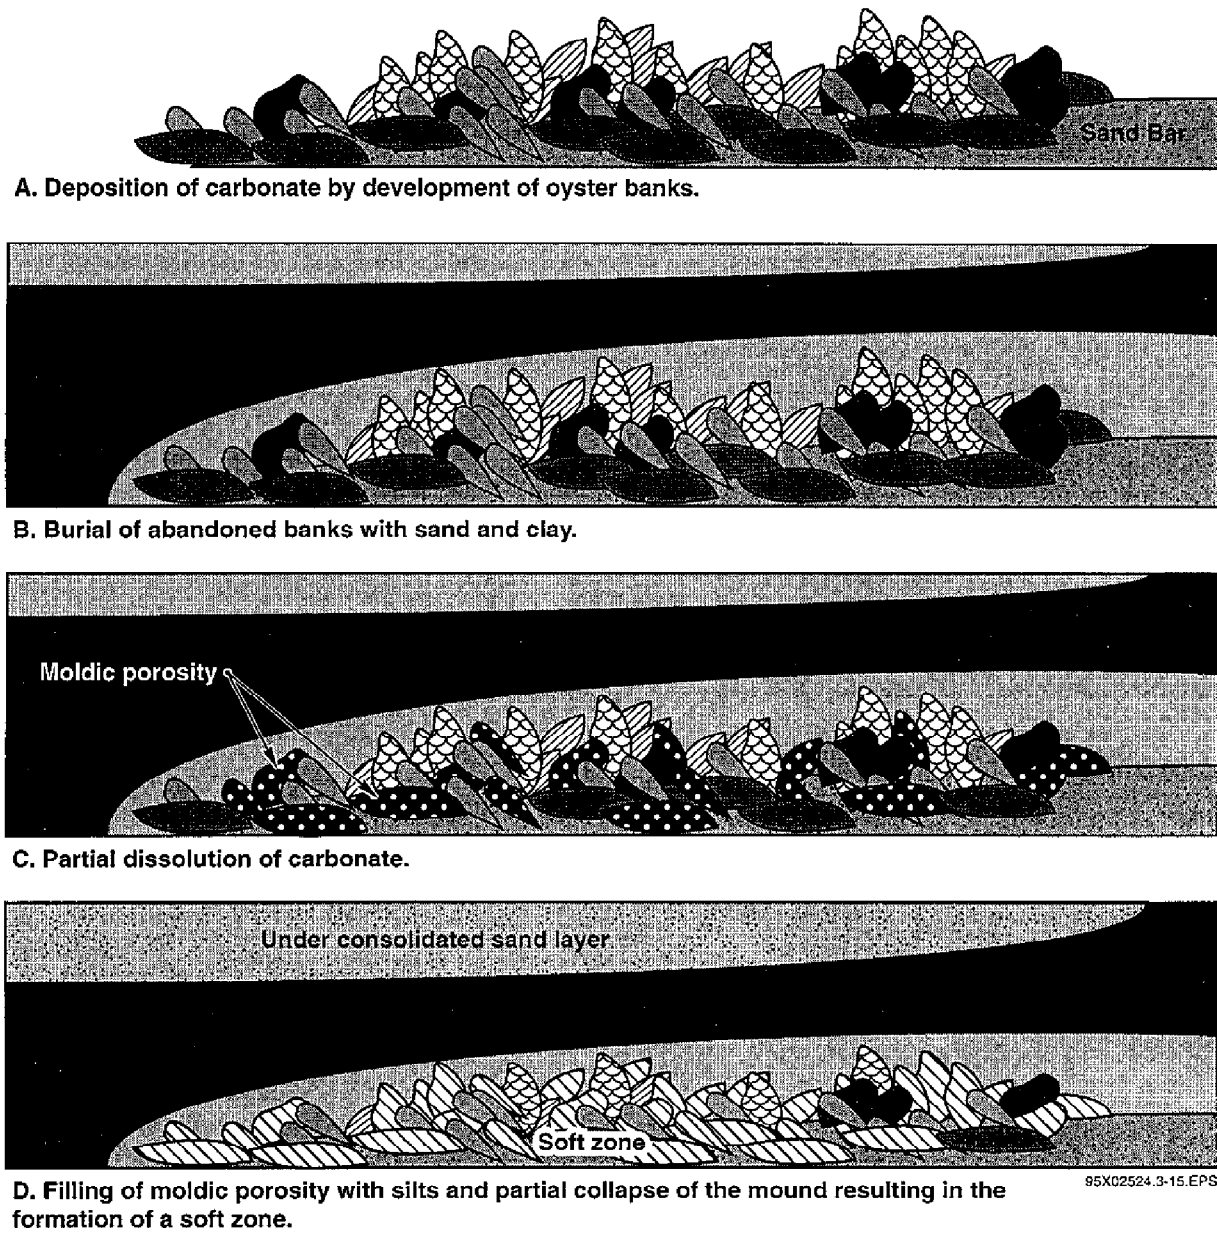 Sand Bar
A. Deposition of carbonate by development of oyster banks.
B. Burial of abandoned banks with sand and clay.
Moldic porosity
C. Partial dissolution of carbonate.
Under consolidated sand layer
Soft zone
D. Filling of moldic porosity with silts and partial collapse of the mound resulting in the
formation of a soft zone.
95X02524.3-15.EPS